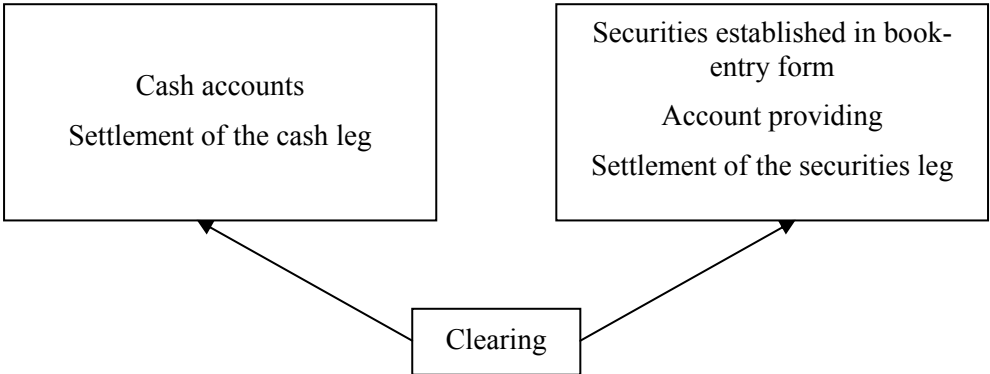 Cash accounts
Settlement of the cash leg
Securities established in book-
entry form
Account providing
Settlement of the securities leg
Clearing